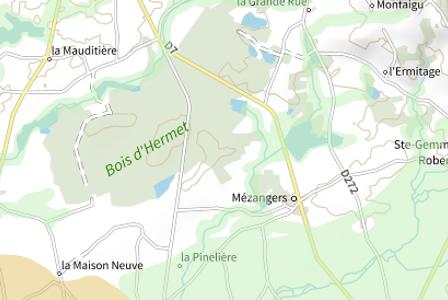 la Grande Rue
Montaigu
la Mauditière
D7
l'Ermitage
Bois d'Hermet
Ste-Gemm
Rober
D272
Mézangers
la Pinelière
la Maison Neuve